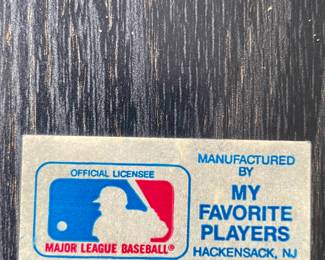 OFFICIAL LICENSEE
MAJOR LEAGUE BASEBALL®
MANUFACTURED
BY
MY
FAVORITE
PLAYERS
HACKENSACK, NJ